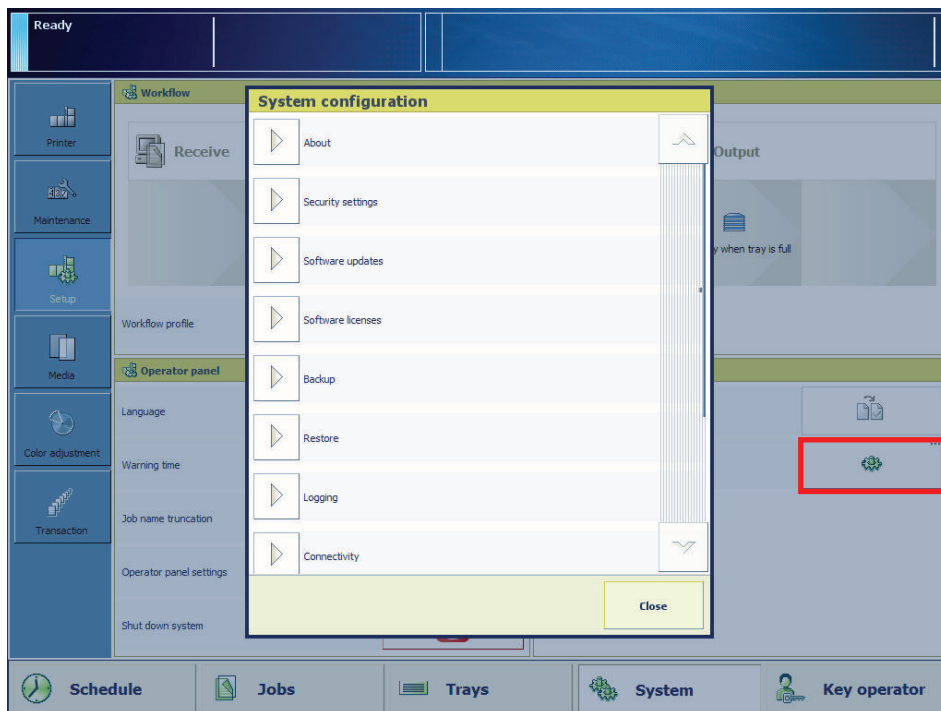 Ready
Printer
Maintenance
Setup
Media
Color adjustment
Transaction
Workflow
Receive
Output
y when tray is full
Workflow profile
Operator panel
Language
Warning time
Job name truncation
Operator panel settings
Shut down system
System configuration
About
Security settings
Software updates
Software licenses
Backup
Restore
Logging
Connectivity
Close
Schedule
Jobs
Trays
System
Key operator